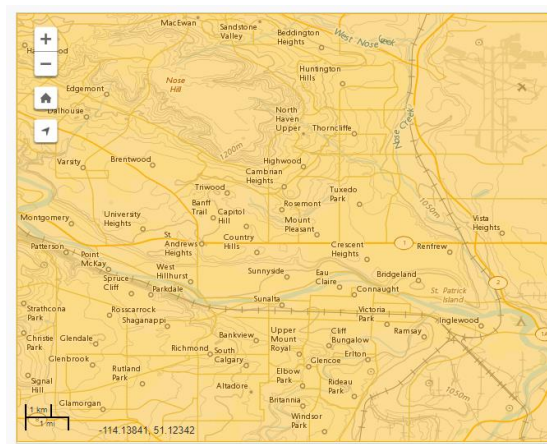 MacEwan
Sandstone
Valley
Beddington
Heights
West Nose Creek
Edgemont
Nose
Hill
Huntington
Hills
Dalhousie
North
Haven
Upper
Thorncliffe
Nose Creek
1200m
Varsity
Brentwood
Highwood
Cambrian
Heights
Triwood
Rosemont
Tuxedo
Park
1050m
Banff
Trail
Capitol
Hill
Mount
Pleasant
Montgomery
University
Heights
Vista
Heights
St.
Andrews
Heights
Country
Hills
Crescent
Heights
1
Renfrew
Patterson
Point
McKay
West
Hillhurst
Sunnyside
Eau
Claire
Bridgeland
2
Spruce
Cliff
Parkdale
Connaught
St. Patrick
Island
Sunalta
Strathcona
Park
Rosscarrock
Shaganappi
Victoria
Park
Inglewood
Ramsay
1A
Christie
Park
Glendale
Bankview
Upper
Mount
Royal
Cliff
Bungalow
Richmond
South
Calgary
Erlton
Glenbrook
Glencoe
Rutland
Park
Elbow
Park
Signal
Hill
Altadore
Rideau
Park
1050m
Glamorgan
Britannia
Windsor
Park
1 km
1 mi
-114.13841, 51.12342